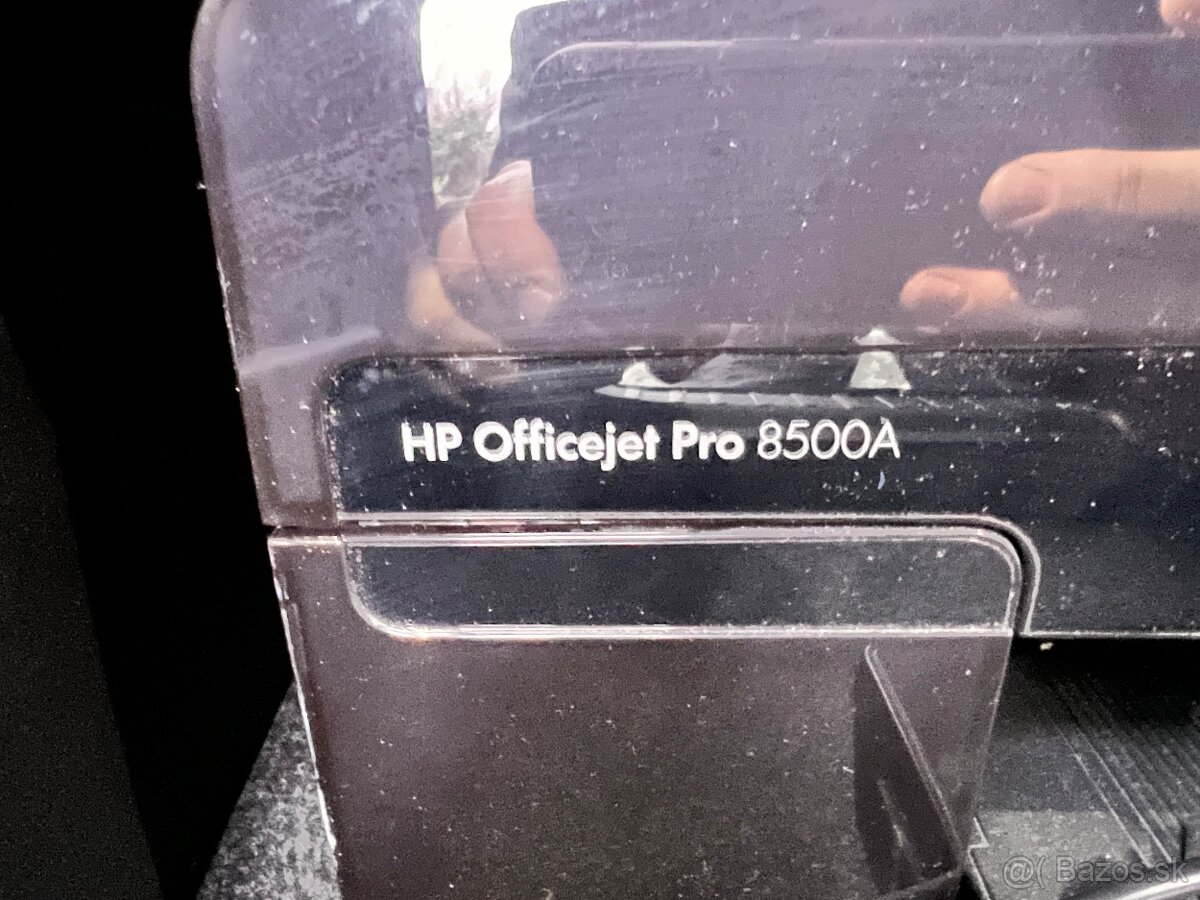 HP Officejet Pro 8500A
@( Bazos.sk